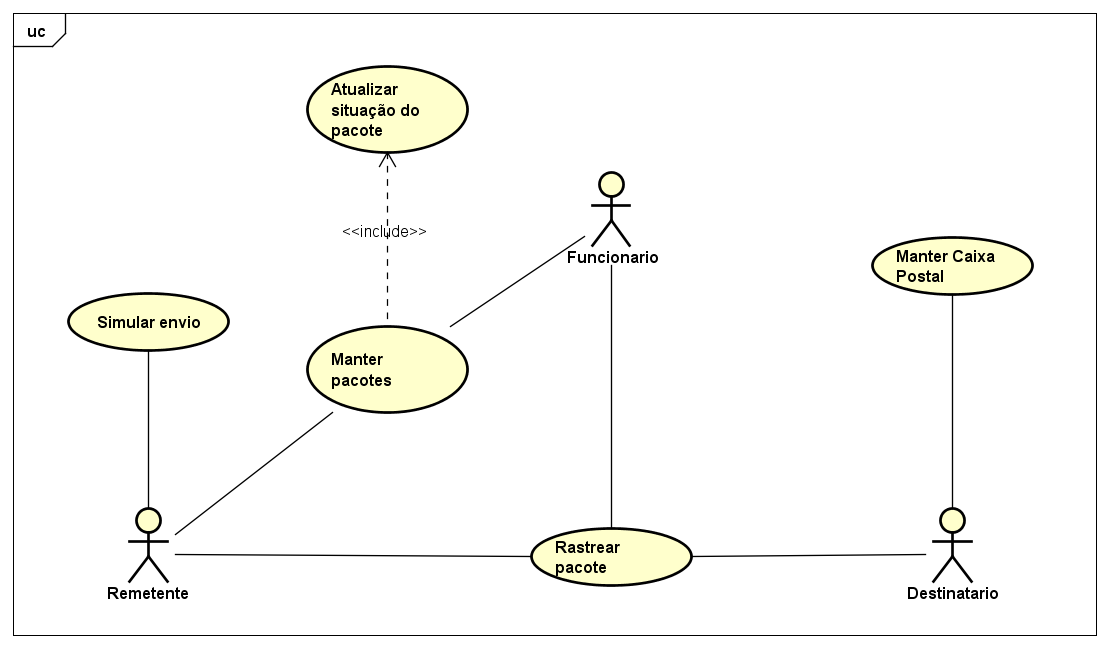 uc
Atualizar
situação do
pacote
<<include>>
Funcionario
Manter Caixa
Postal
Simular envio
Manter
pacotes
Rastrear
pacote
Remetente
Destinatario